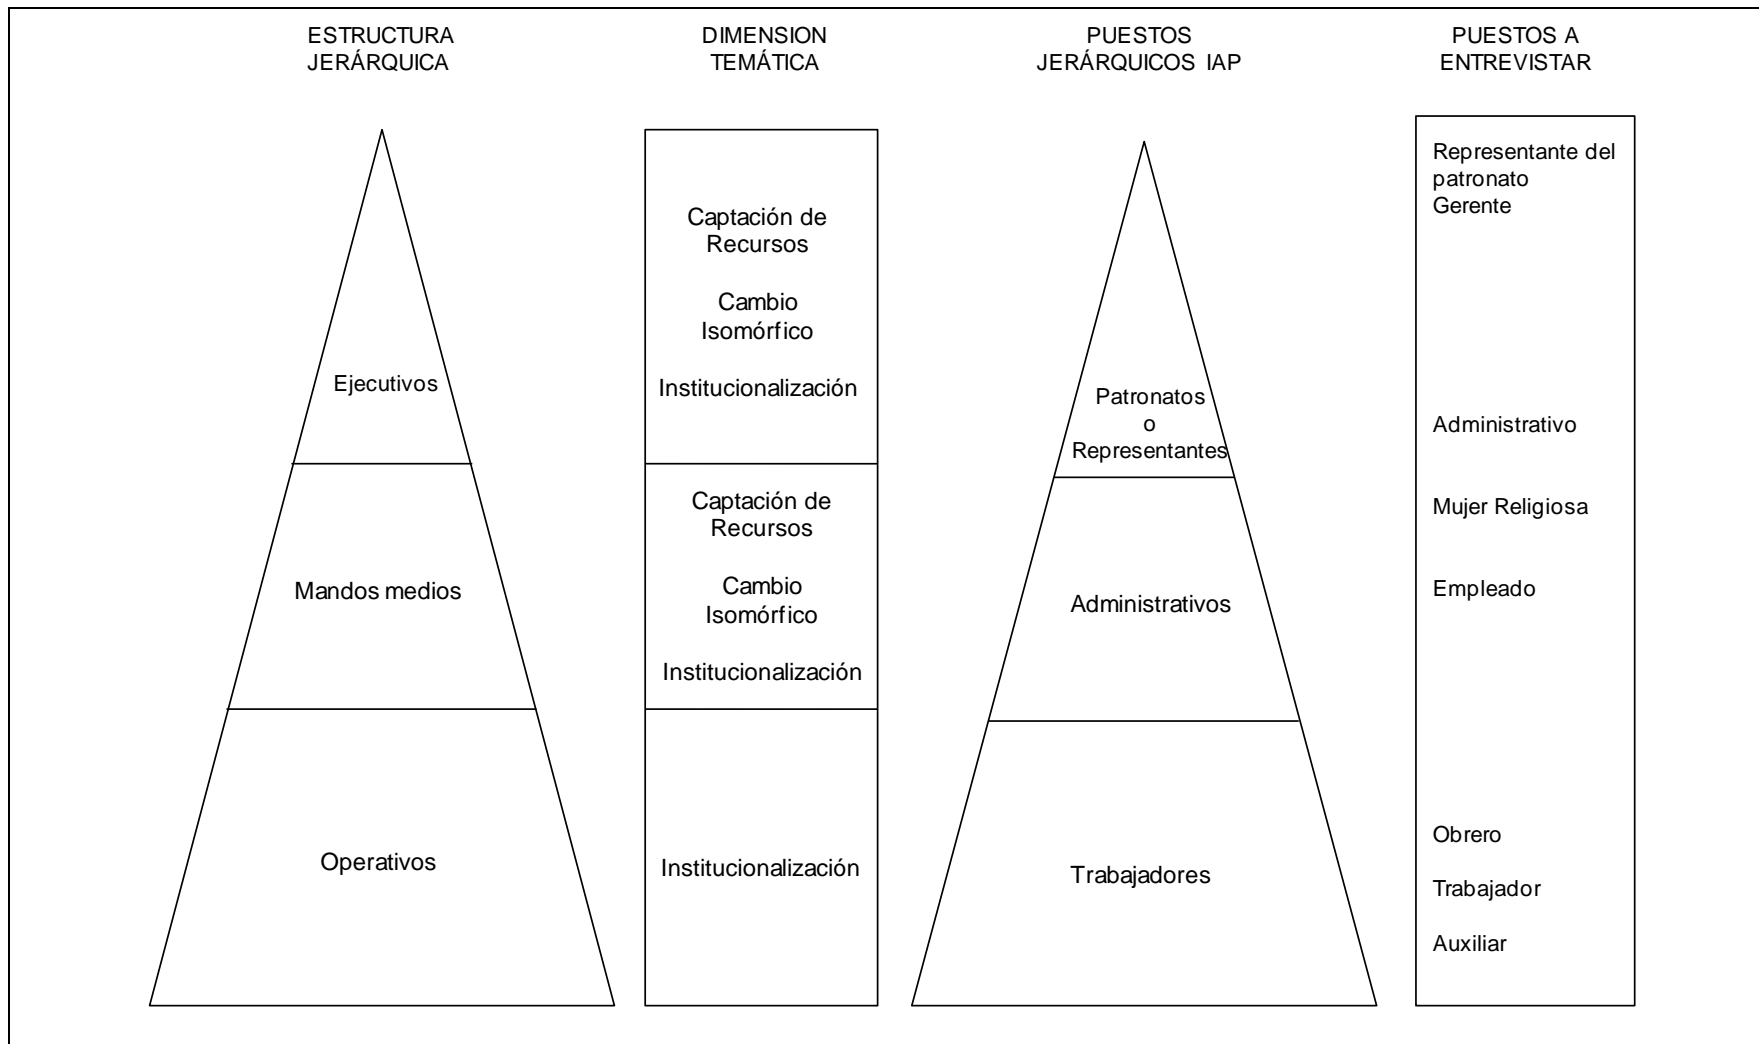 ESTRUCTURA
JERÁRQUICA
DIMENSION
TEMÁTICA
PUESTOS
JERÁRQUICOS IAP
PUESTOS A
ENTREVISTAR
Ejecutivos
Mandos medios
Operativos
Captación de
Recursos
Cambio
Isomórfico
Institucionalización
Captación de
Recursos
Cambio
Isomórfico
Institucionalización
Institucionalización
Patronatos
o
Representantes
Administrativos
Trabajadores
Representante del
patronato
Gerente
Administrativo
Mujer Religiosa
Empleado
Obrero
Trabajador
Auxiliar